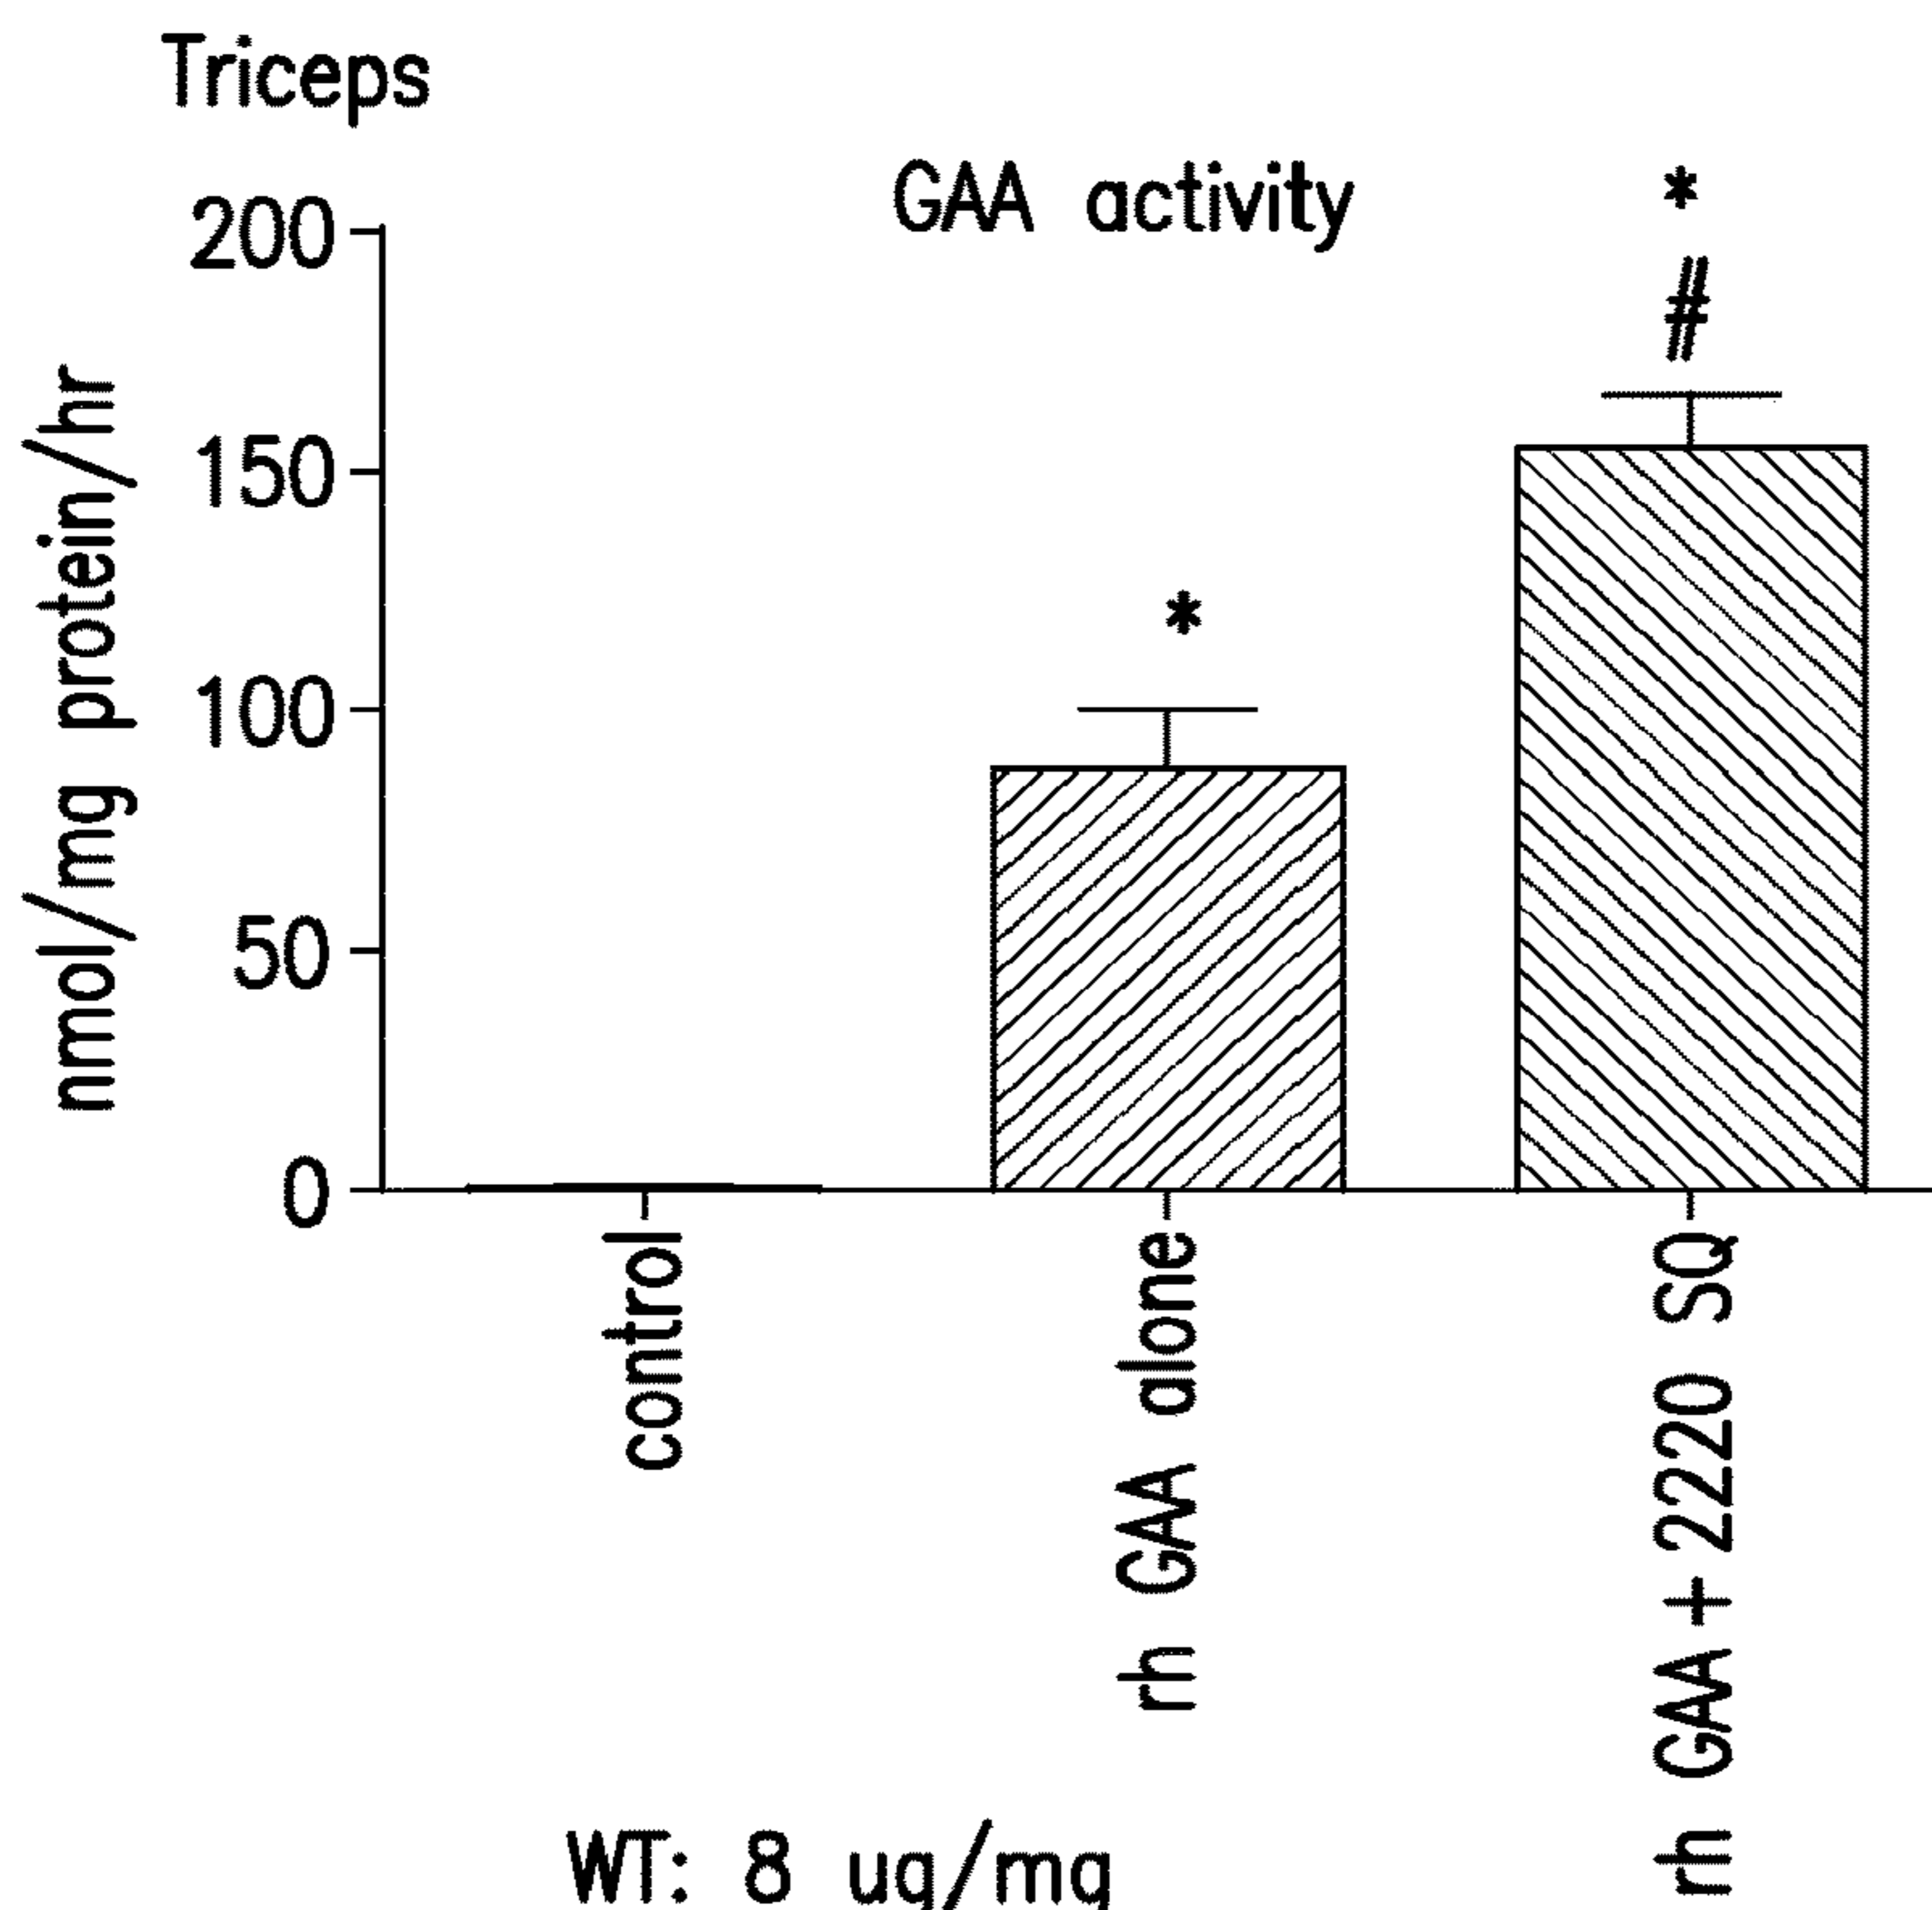 Triceps
GAA activity
*
#
*
200
150
100
50
0
nmol/mg protein/hr
control
rh GAA alone
rh GAA + 2220 SQ
WT: 8 ug/mg